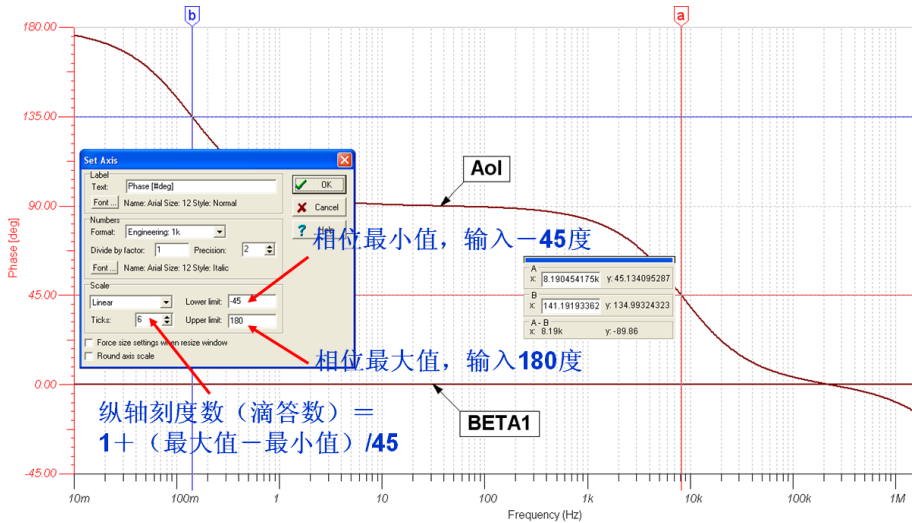 b
a
180.00
135.00
90.00
45.00
0.00
-45.00
Phase [deg]
10m
100m
1
10
100
1k
10k
100k
1M
Frequency (Hz)
Aol
BETA1
Set Axis
Label
Text: Phase [#deg]
Font ... Name: Arial Size: 12 Style: Normal
Numbers
Format: Engineering: 1k
Divide by factor: 1 Precision: 2
Font ... Name: Arial Size: 12 Style: Italic
Scale
Linear Lower limit: -45
Ticks: 6 Upper limit: 180
Force size settings when resize window
Round axis scale
OK
Cancel
? Help
相位最小值，输入－45度
相位最大值，输入180度
纵轴刻度数（滴答数）＝
1＋（最大值－最小值）/45
A
x: 8.190454175k y: 45.134095287
B
x: 141.19193362 y: 134.99324323
A - B
x: 8.19k y: -89.86